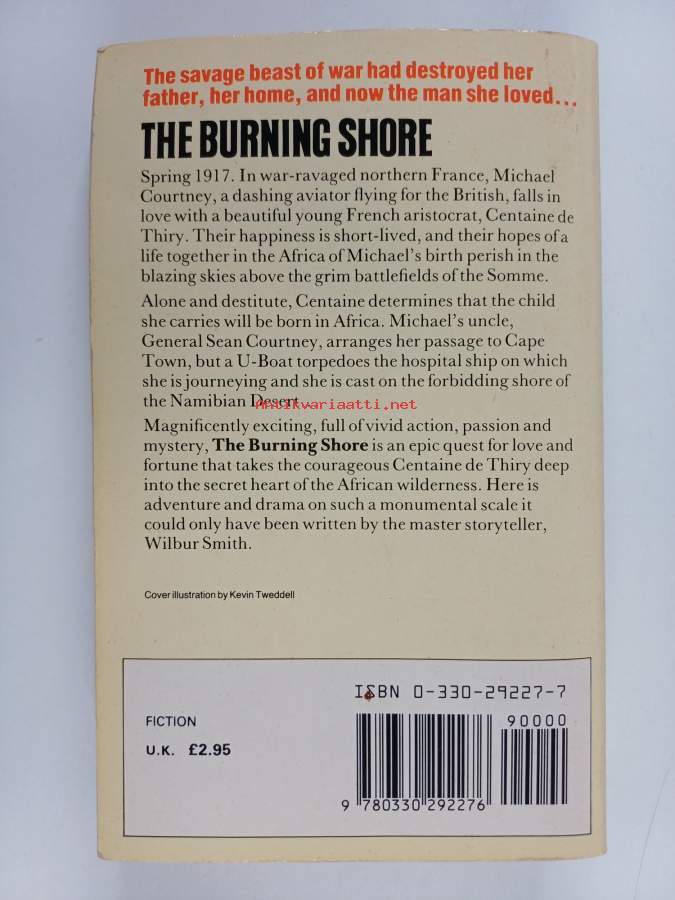 The savage beast of war had destroyed her
father, her home, and now the man she loved...
THE BURNING SHORE
Spring 1917. In war-ravaged northern France, Michael
Courtney, a dashing aviator flying for the British, falls in
love with a beautiful young French aristocrat, Centaine de
Thiry. Their happiness is short-lived, and their hopes of a
life together in the Africa of Michael's birth perish in the
blazing skies above the grim battlefields of the Somme.
Alone and destitute, Centaine determines that the child
she carries will be born in Africa. Michael's uncle,
General Sean Courtney, arranges her passage to Cape
Town, but a U-Boat torpedoes the hospital ship on which
she is journeying and she is cast on the forbidding shore of
the Namibian Desert
antikvariaatti.net
Magnificently exciting, full of vivid action, passion and
mystery, The Burning Shore is an epic quest for love and
fortune that takes the courageous Centaine de Thiry deep
into the secret heart of the African wilderness. Here is
adventure and drama on such a monumental scale it
could only have been written by the master storyteller,
Wilbur Smith.
Cover illustration by Kevin Tweddell
ISBN 0-330-29227-7
FICTION
U.K. £2.95
90000
9 780330 292276